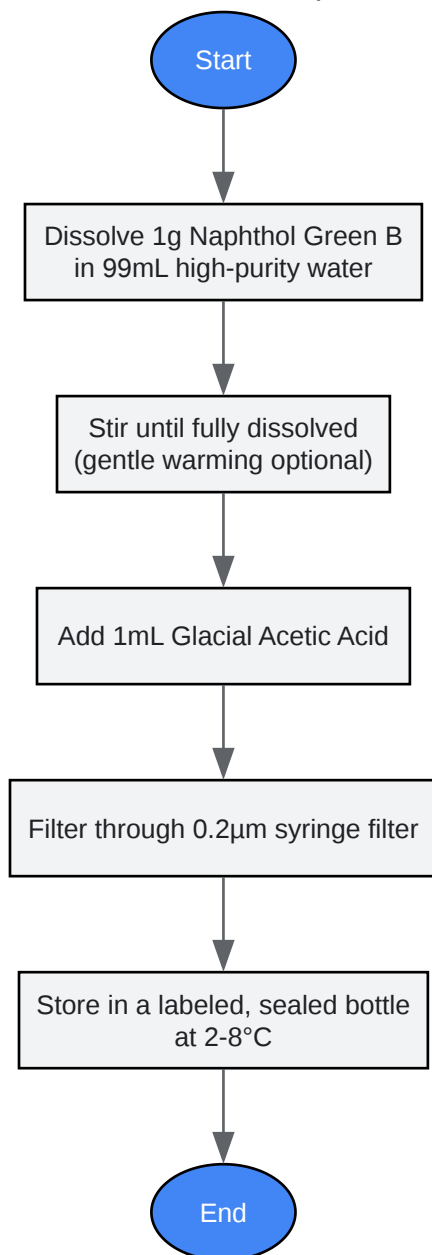 Start
Dissolve 1g Naphthol Green B
in 99mL high-purity water
Stir until fully dissolved
(gentle warming optional)
Add 1mL Glacial Acetic Acid
Filter through 0.2µm syringe filter
Store in a labeled, sealed bottle
at 2-8°C
End